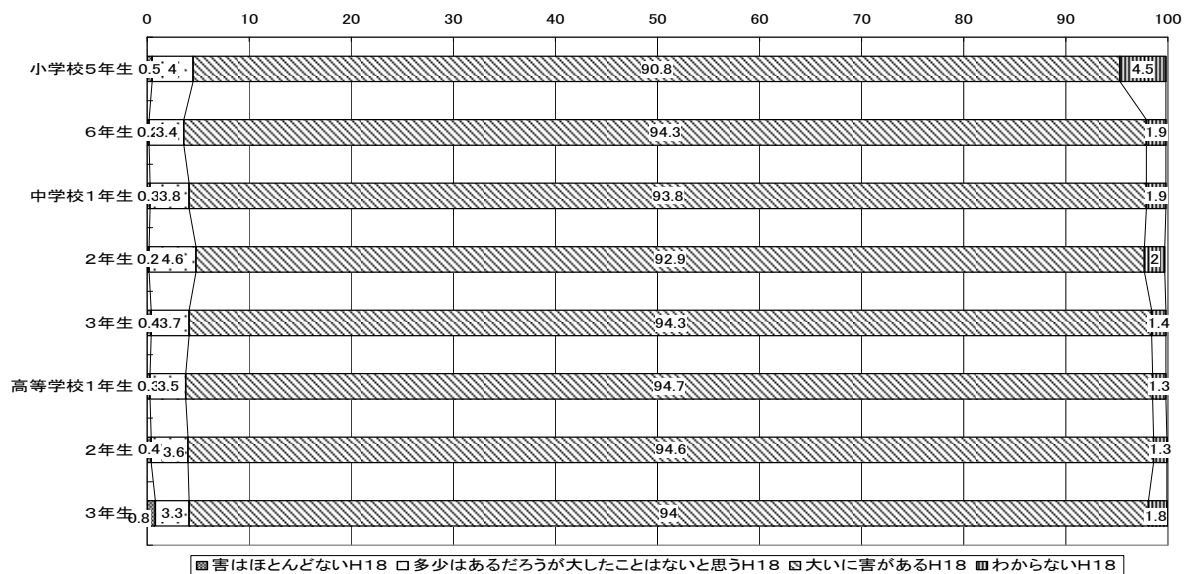 0 10 20 30 40 50 60 70 80 90 100
小学校5年生 0.5 4 90.8 4.5
6年生 0.2 3.4 94.3 1.9
中学校1年生 0.3 3.8 93.8 1.9
2年生 0.2 4.6 92.9 2
3年生 0.4 3.7 94.3 1.4
高等学校1年生 0.3 3.5 94.7 1.3
2年生 0.4 3.6 94.6 1.3
3年生 0.8 3.3 94 1.8
害はほとんどないH18 多少はあるだろうが大したことはないと思うH18 大いに害があるH18 わからないH18